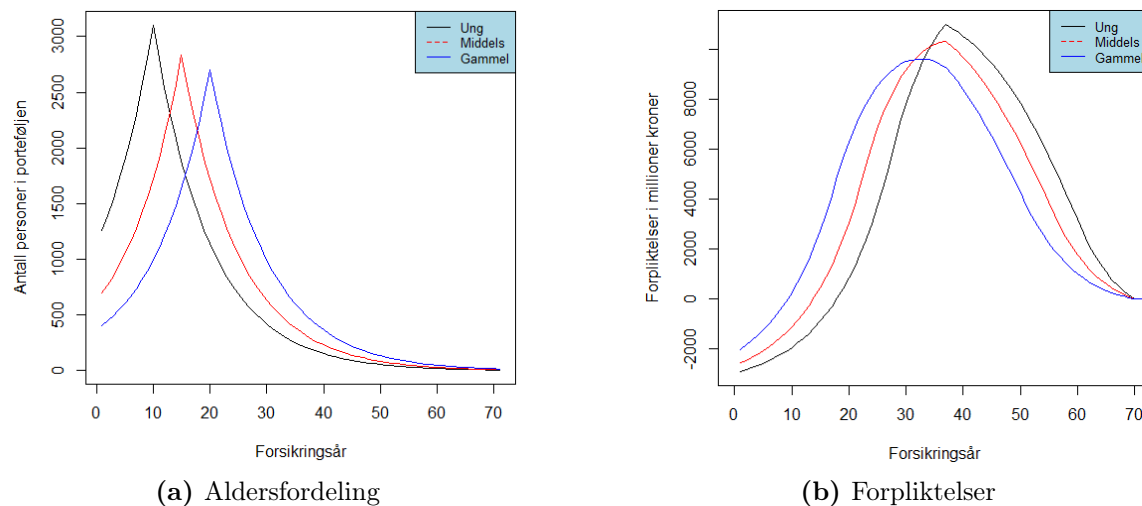 Ung
Middels
Gammel
Antall personer i porteføljen
3000
2500
2000
1500
1000
500
0
0 10 20 30 40 50 60 70
Forsikringsår
(a) Aldersfordeling
Ung
Middels
Gammel
Forpliktelser i millioner kroner
8000
6000
4000
2000
0
-2000
0 10 20 30 40 50 60 70
Forsikringsår
(b) Forpliktelser